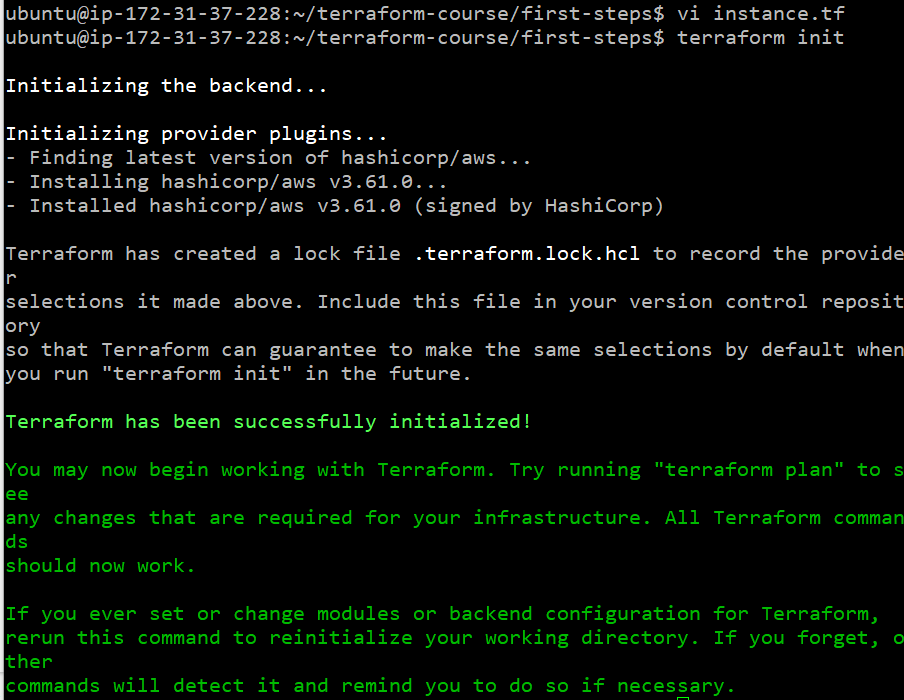 ubuntu@ip-172-31-37-228:~/terraform-course/first-steps$ vi instance.tf
ubuntu@ip-172-31-37-228:~/terraform-course/first-steps$ terraform init
Initializing the backend...
Initializing provider plugins...
- Finding latest version of hashicorp/aws...
- Installing hashicorp/aws v3.61.0...
- Installed hashicorp/aws v3.61.0 (signed by HashiCorp)
Terraform has created a lock file .terraform.lock.hcl to record the provide
r
selections it made above. Include this file in your version control reposit
ory
so that Terraform can guarantee to make the same selections by default when
you run "terraform init" in the future.
Terraform has been successfully initialized!
You may now begin working with Terraform. Try running "terraform plan" to s
ee
any changes that are required for your infrastructure. All Terraform comman
ds
should now work.
If you ever set or change modules or backend configuration for Terraform,
rerun this command to reinitialize your working directory. If you forget, o
ther
commands will detect it and remind you to do so if necessary.